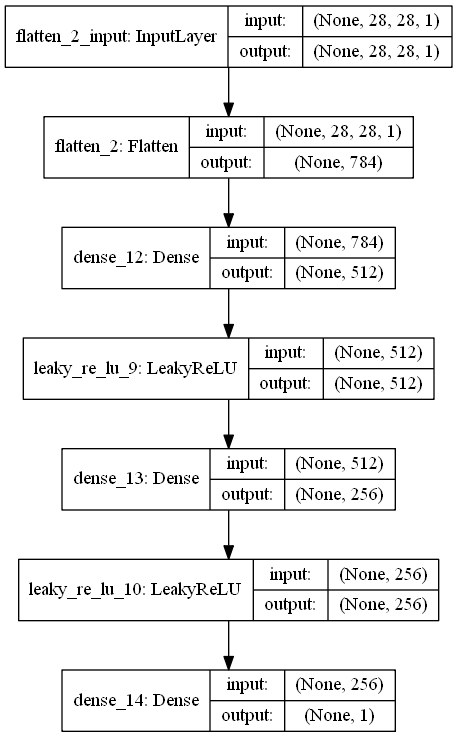 flatten_2_input: InputLayer
input: (None, 28, 28, 1)
output: (None, 28, 28, 1)
flatten_2: Flatten
input: (None, 28, 28, 1)
output: (None, 784)
dense_12: Dense
input: (None, 784)
output: (None, 512)
leaky_re_lu_9: LeakyReLU
input: (None, 512)
output: (None, 512)
dense_13: Dense
input: (None, 512)
output: (None, 256)
leaky_re_lu_10: LeakyReLU
input: (None, 256)
output: (None, 256)
dense_14: Dense
input: (None, 256)
output: (None, 1)